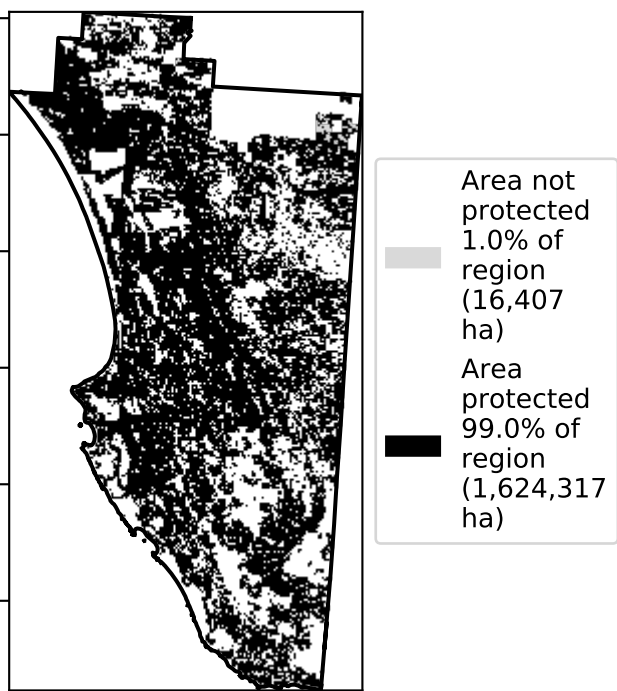 Area not
protected
1.0% of
region
(16,407
ha)
Area
protected
99.0% of
region
(1,624,317
ha)